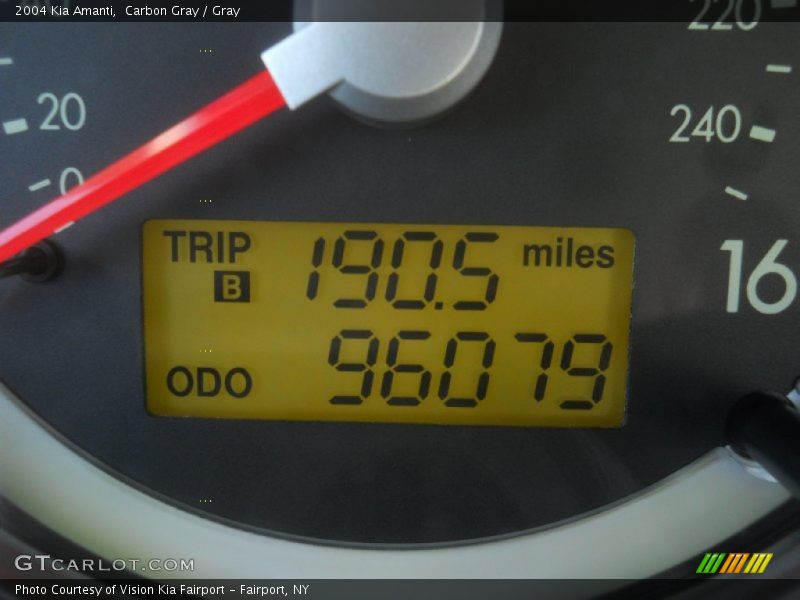 2004 Kia Amanti,  Carbon Gray / Gray
220
20
240
0
TRIP 190.5 miles
B
16
ODO 96079
GTCARLOT.COM
Photo Courtesy of Vision Kia Fairport - Fairport, NY